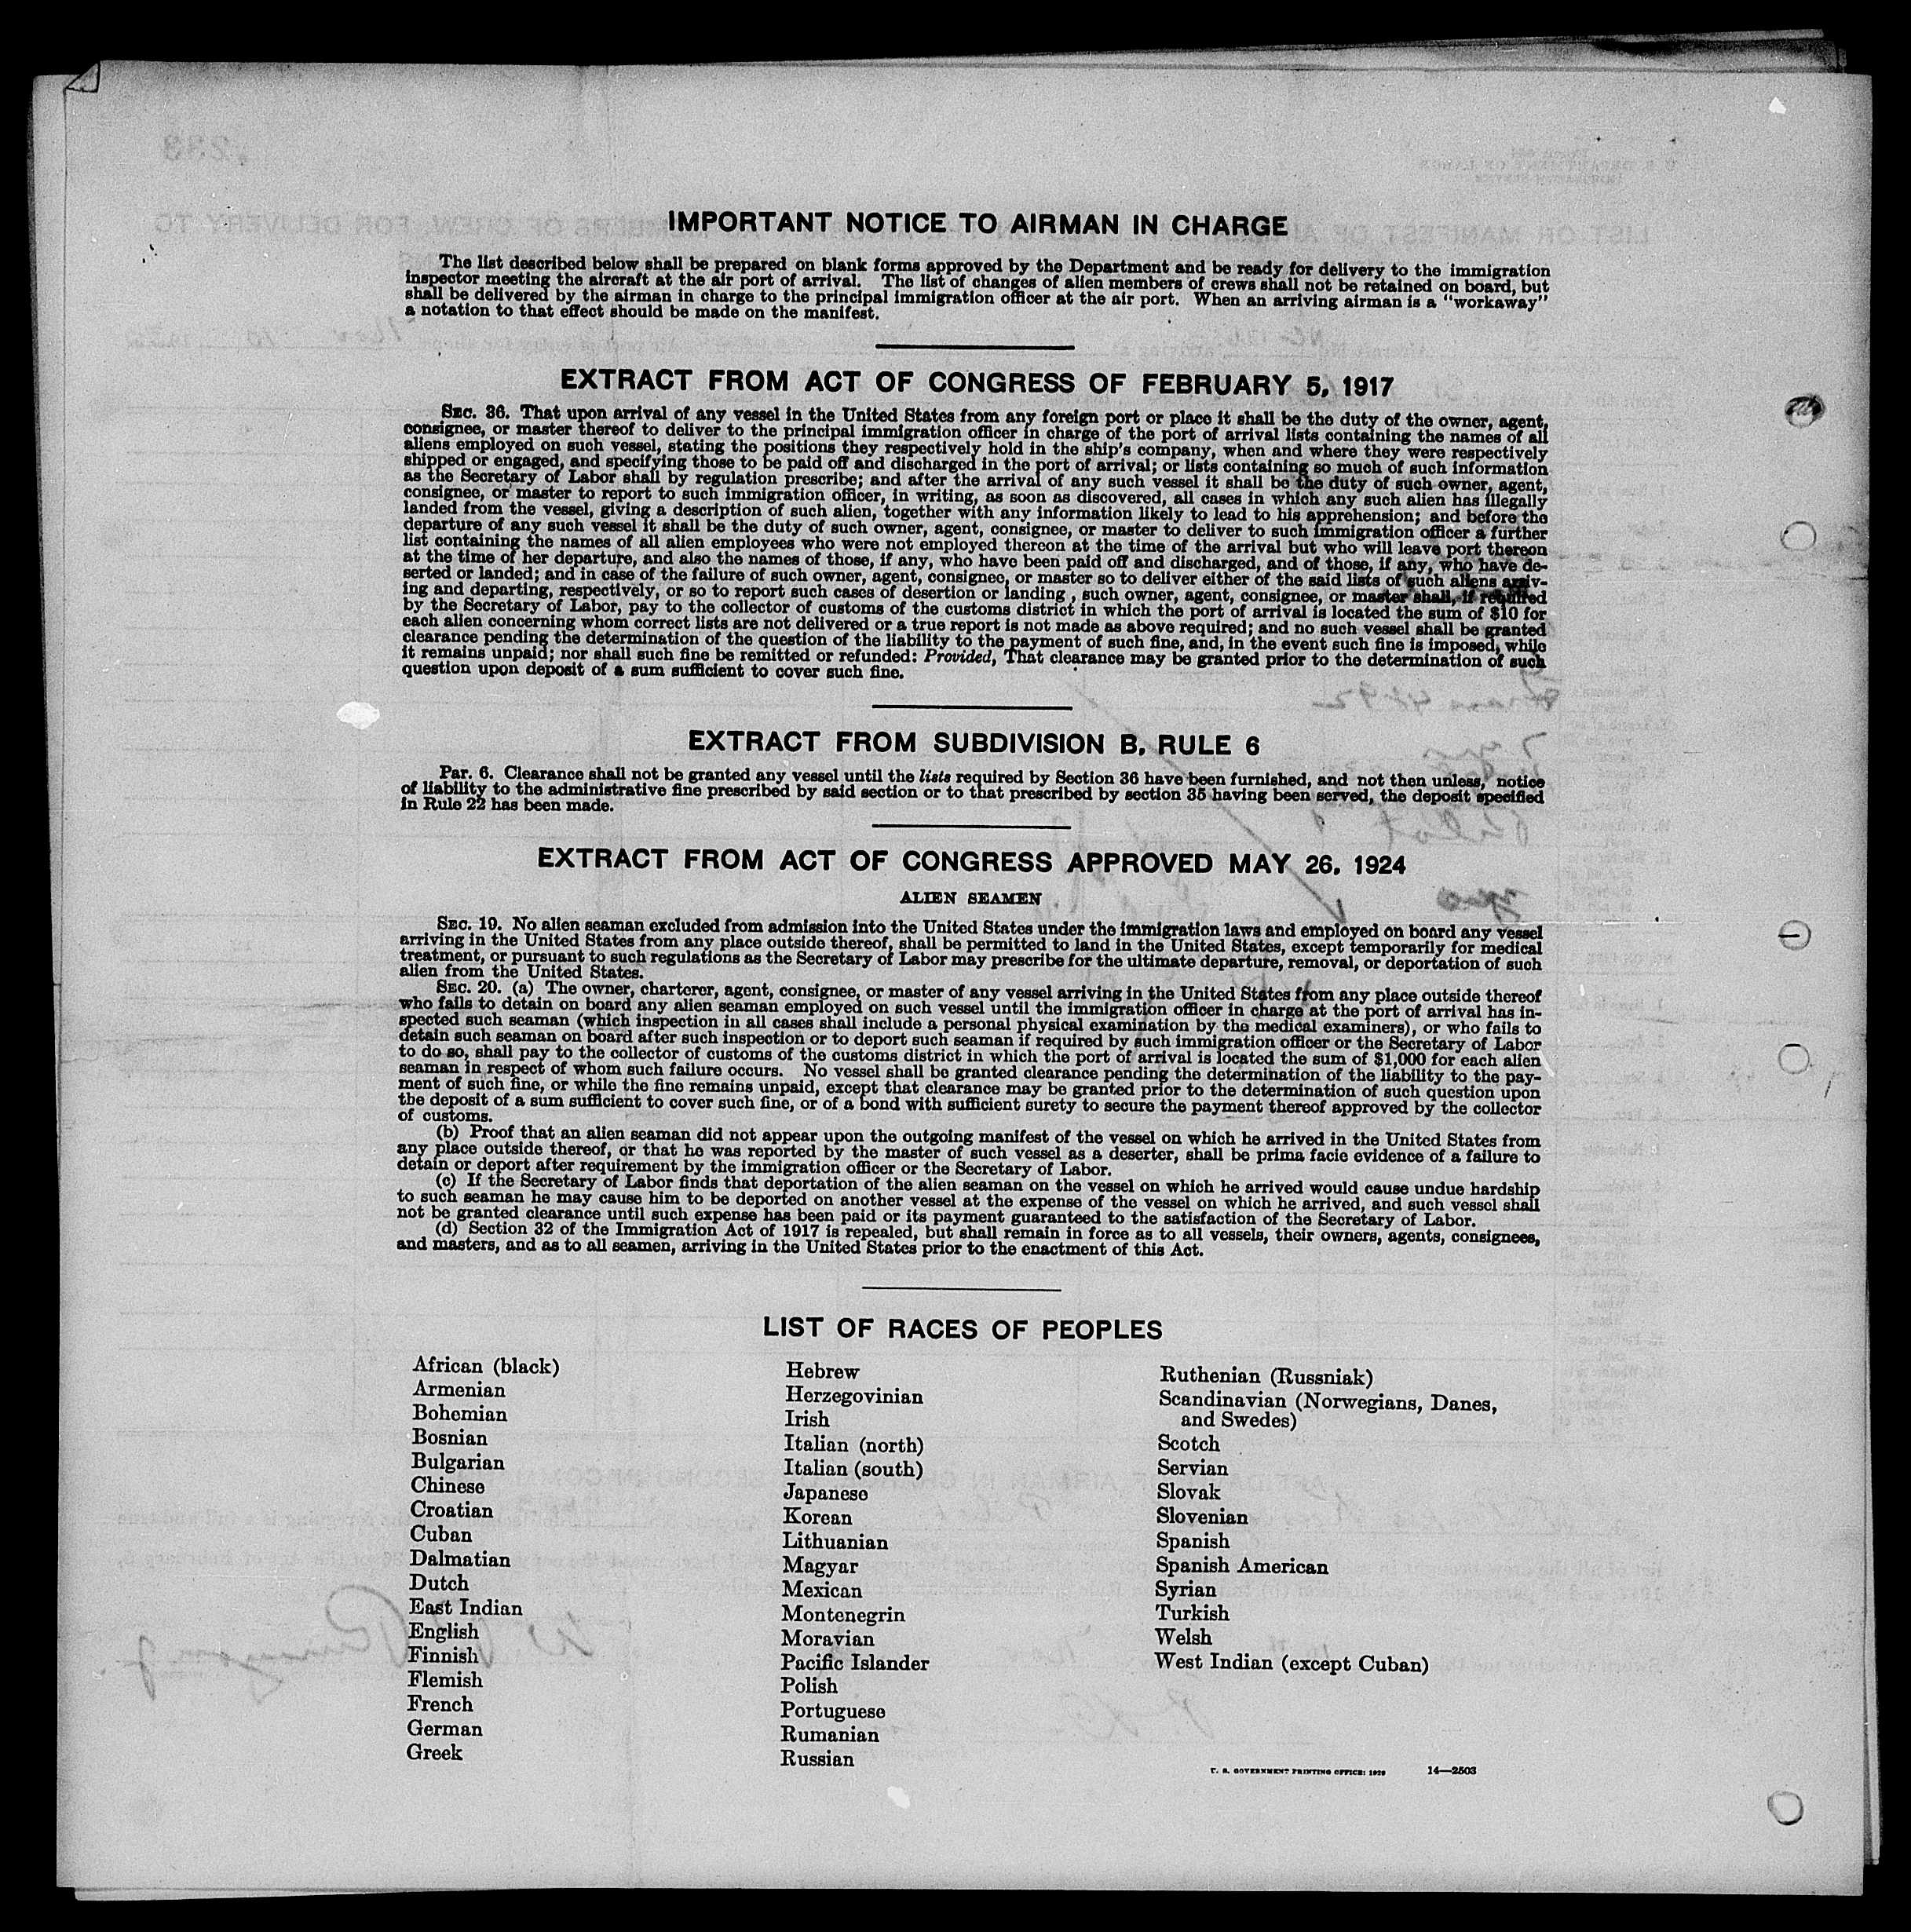 IMPORTANT NOTICE TO AIRMAN IN CHARGE
The list described below shall be prepared on blank forms approved by the Department and be ready for delivery to the immigration
inspector meeting the aircraft at the air port of arrival. The list of changes of alien members of crews shall not be retained on board, but
shall be delivered by the airman in charge to the principal immigration officer at the air port. When an arriving airman is a "workaway"
a notation to that effect should be made on the manifest.
EXTRACT FROM ACT OF CONGRESS OF FEBRUARY 5, 1917
SEC. 36. That upon arrival of any vessel in the United States from any foreign port or place it shall be the duty of the owner, agent,
consignee, or master thereof to deliver to the principal immigration officer in charge of the port of arrival lists containing the names of all
aliens employed on such vessel, stating the positions they respectively hold in the ship's company, when and where they were respectively
shipped or engaged, and specifying those to be paid off and discharged in the port of arrival; or lists containing so much of such information
as the Secretary of Labor shall by regulation prescribe; and after the arrival of any such vessel it shall be the duty of such owner, agent,
consignee, or master to report to such immigration officer, in writing, as soon as discovered, all cases in which any such alien has illegally
landed from the vessel, giving a description of such alien, together with any information likely to lead to his apprehension; and before the
departure of any such vessel it shall be the duty of such owner, agent, consignee, or master to deliver to such immigration officer a further
list containing the names of all alien employees who were not employed thereon at the time of the arrival but who will leave port thereon
at the time of her departure, and also the names of those, if any, who have been paid off and discharged, and of those, if any, who have de-
serted or landed; and in case of the failure of such owner, agent, consignee, or master so to deliver either of the said lists of such aliens arriv-
ing and departing, respectively, or so to report such cases of desertion or landing, such owner, agent, consignee, or master shall, if required
by the Secretary of Labor, pay to the collector of customs of the customs district in which the port of arrival is located the sum of $10 for
each alien concerning whom correct lists are not delivered or a true report is not made as above required; and no such vessel shall be granted
clearance pending the determination of the question of the liability to the payment of such fine, and, in the event such fine is imposed, while
it remains unpaid; nor shall such fine be remitted or refunded: Provided, That clearance may be granted prior to the determination of such
question upon deposit of a sum sufficient to cover such fine.
EXTRACT FROM SUBDIVISION B, RULE 6
Par. 6. Clearance shall not be granted any vessel until the lists required by Section 36 have been furnished, and not then unless, notice
of liability to the administrative fine prescribed by said section or to that prescribed by section 35 having been served, the deposit specified
in Rule 22 has been made.
EXTRACT FROM ACT OF CONGRESS APPROVED MAY 26, 1924
ALIEN SEAMEN
SEC. 19. No alien seaman excluded from admission into the United States under the immigration laws and employed on board any vessel
arriving in the United States from any place outside thereof, shall be permitted to land in the United States, except temporarily for medical
treatment, or pursuant to such regulations as the Secretary of Labor may prescribe for the ultimate departure, removal, or deportation of such
alien from the United States.
SEC. 20. (a) The owner, charterer, agent, consignee, or master of any vessel arriving in the United States from any place outside thereof
who fails to detain on board any alien seaman employed on such vessel until the immigration officer in charge at the port of arrival has in-
spected such seaman (which inspection in all cases shall include a personal physical examination by the medical examiners), or who fails to
detain such seaman on board after such inspection or to deport such seaman if required by such immigration officer or the Secretary of Labor
to do so, shall pay to the collector of customs of the customs district in which the port of arrival is located the sum of $1,000 for each alien
seaman in respect of whom such failure occurs. No vessel shall be granted clearance pending the determination of the liability to the pay-
ment of such fine, or while the fine remains unpaid, except that clearance may be granted prior to the determination of such question upon
the deposit of a sum sufficient to cover such fine, or of a bond with sufficient surety to secure the payment thereof approved by the collector
of customs.
(b) Proof that an alien seaman did not appear upon the outgoing manifest of the vessel on which he arrived in the United States from
any place outside thereof, or that he was reported by the master of such vessel as a deserter, shall be prima facie evidence of a failure to
detain or deport after requirement by the immigration officer or the Secretary of Labor.
(c) If the Secretary of Labor finds that deportation of the alien seaman on the vessel on which he arrived would cause undue hardship
to such seaman he may cause him to be deported on another vessel at the expense of the vessel on which he arrived, and such vessel shall
not be granted clearance until such expense has been paid or its payment guaranteed to the satisfaction of the Secretary of Labor.
(d) Section 32 of the Immigration Act of 1917 is repealed, but shall remain in force as to all vessels, their owners, agents, consignees,
and masters, and as to all seamen, arriving in the United States prior to the enactment of this Act.
LIST OF RACES OF PEOPLES
African (black)
Armenian
Bohemian
Bosnian
Bulgarian
Chinese
Croatian
Cuban
Dalmatian
Dutch
East Indian
English
Finnish
Flemish
French
German
Greek
Hebrew
Herzegovinian
Irish
Italian (north)
Italian (south)
Japanese
Korean
Lithuanian
Magyar
Mexican
Montenegrin
Moravian
Pacific Islander
Polish
Portuguese
Rumanian
Russian
Ruthenian (Russniak)
Scandinavian (Norwegians, Danes,
and Swedes)
Scotch
Servian
Slovak
Slovenian
Spanish
Spanish American
Syrian
Turkish
Welsh
West Indian (except Cuban)
U. S. GOVERNMENT PRINTING OFFICE: 1929 14—2503